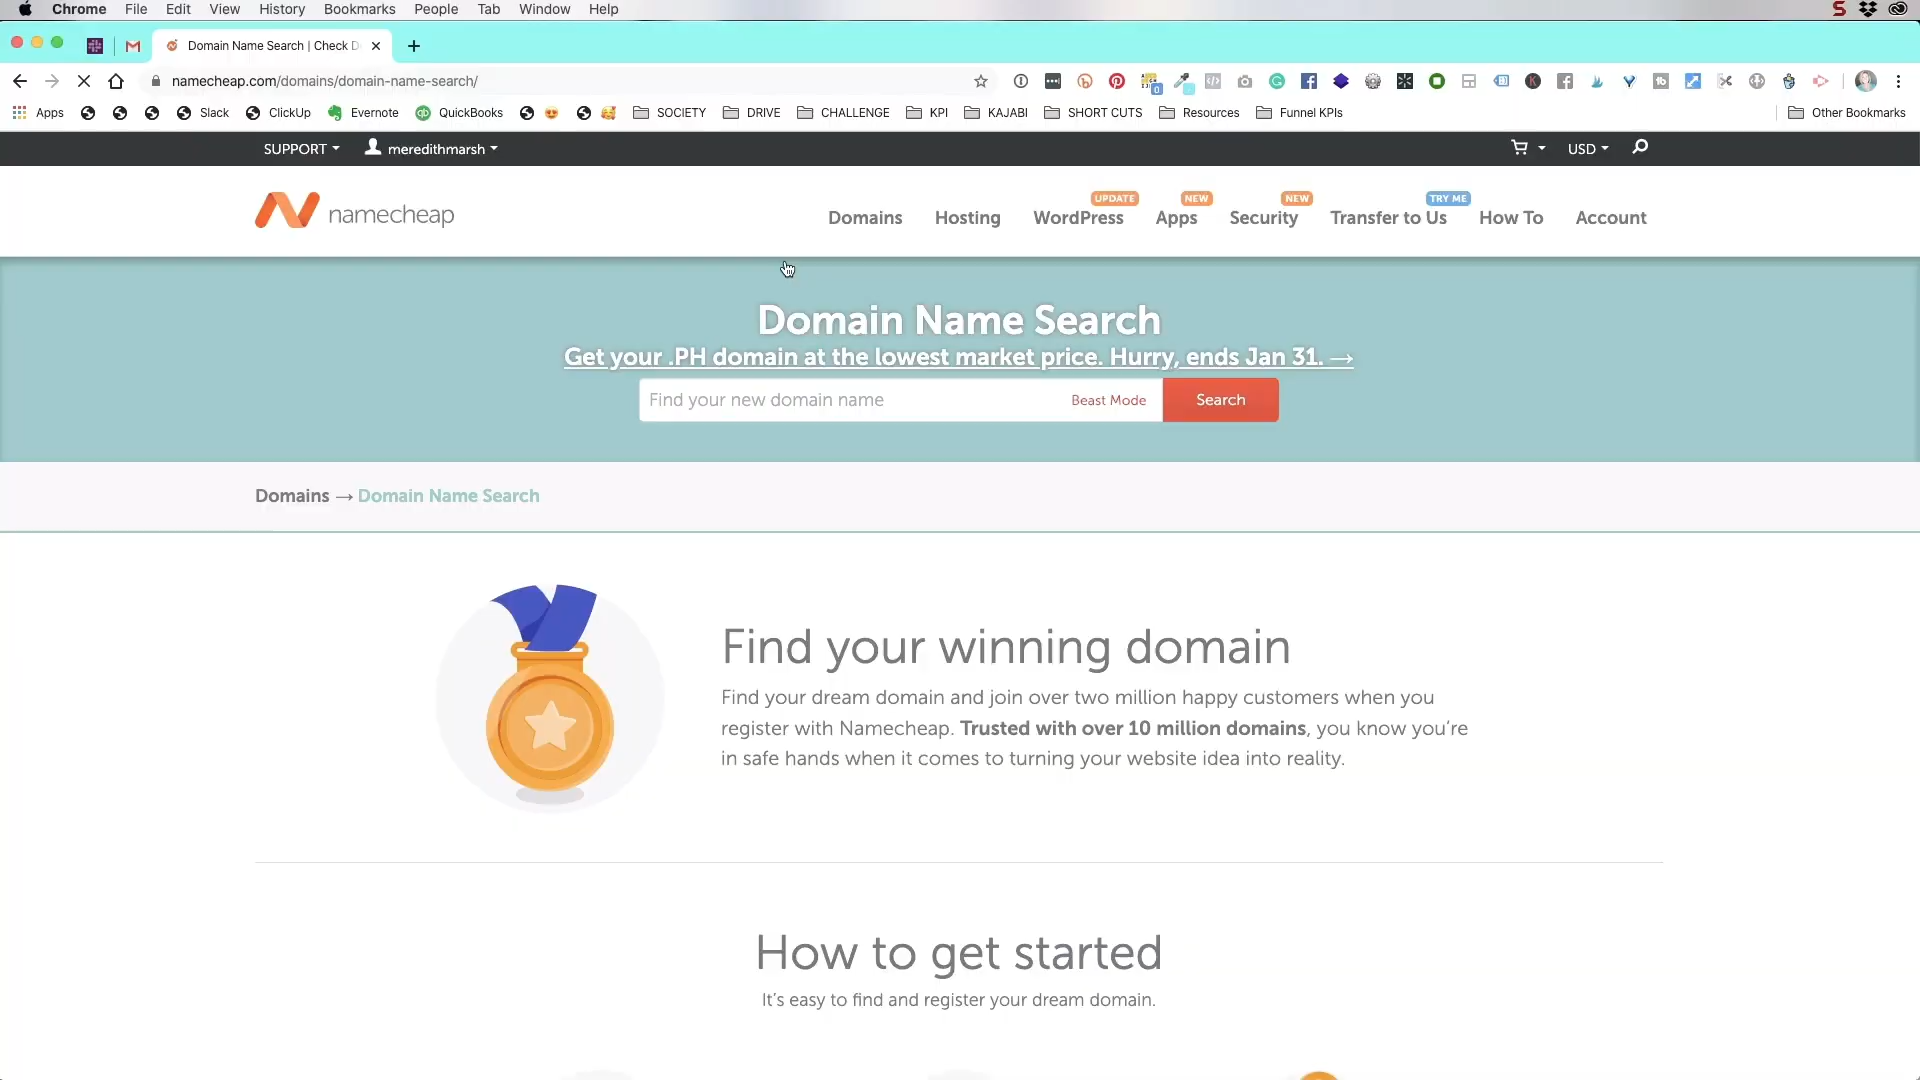 Chrome File Edit View History Bookmarks People Tab Window Help
Domain Name Search | Check D
namecheap.com/domains/domain-name-search/
Apps Slack ClickUp Evernote QuickBooks SOCIETY DRIVE CHALLENGE KPI KAJABI SHORT CUTS Resources Funnel KPIs Other Bookmarks
SUPPORT meredithmarsh USD
UPDATE NEW NEW TRY ME
namecheap Domains Hosting WordPress Apps Security Transfer to Us How To Account
Domain Name Search
Get your .PH domain at the lowest market price. Hurry, ends Jan 31. →
Find your new domain name Beast Mode Search
Domains → Domain Name Search
Find your winning domain
Find your dream domain and join over two million happy customers when you
register with Namecheap. Trusted with over 10 million domains, you know you’re
in safe hands when it comes to turning your website idea into reality.
How to get started
It’s easy to find and register your dream domain.